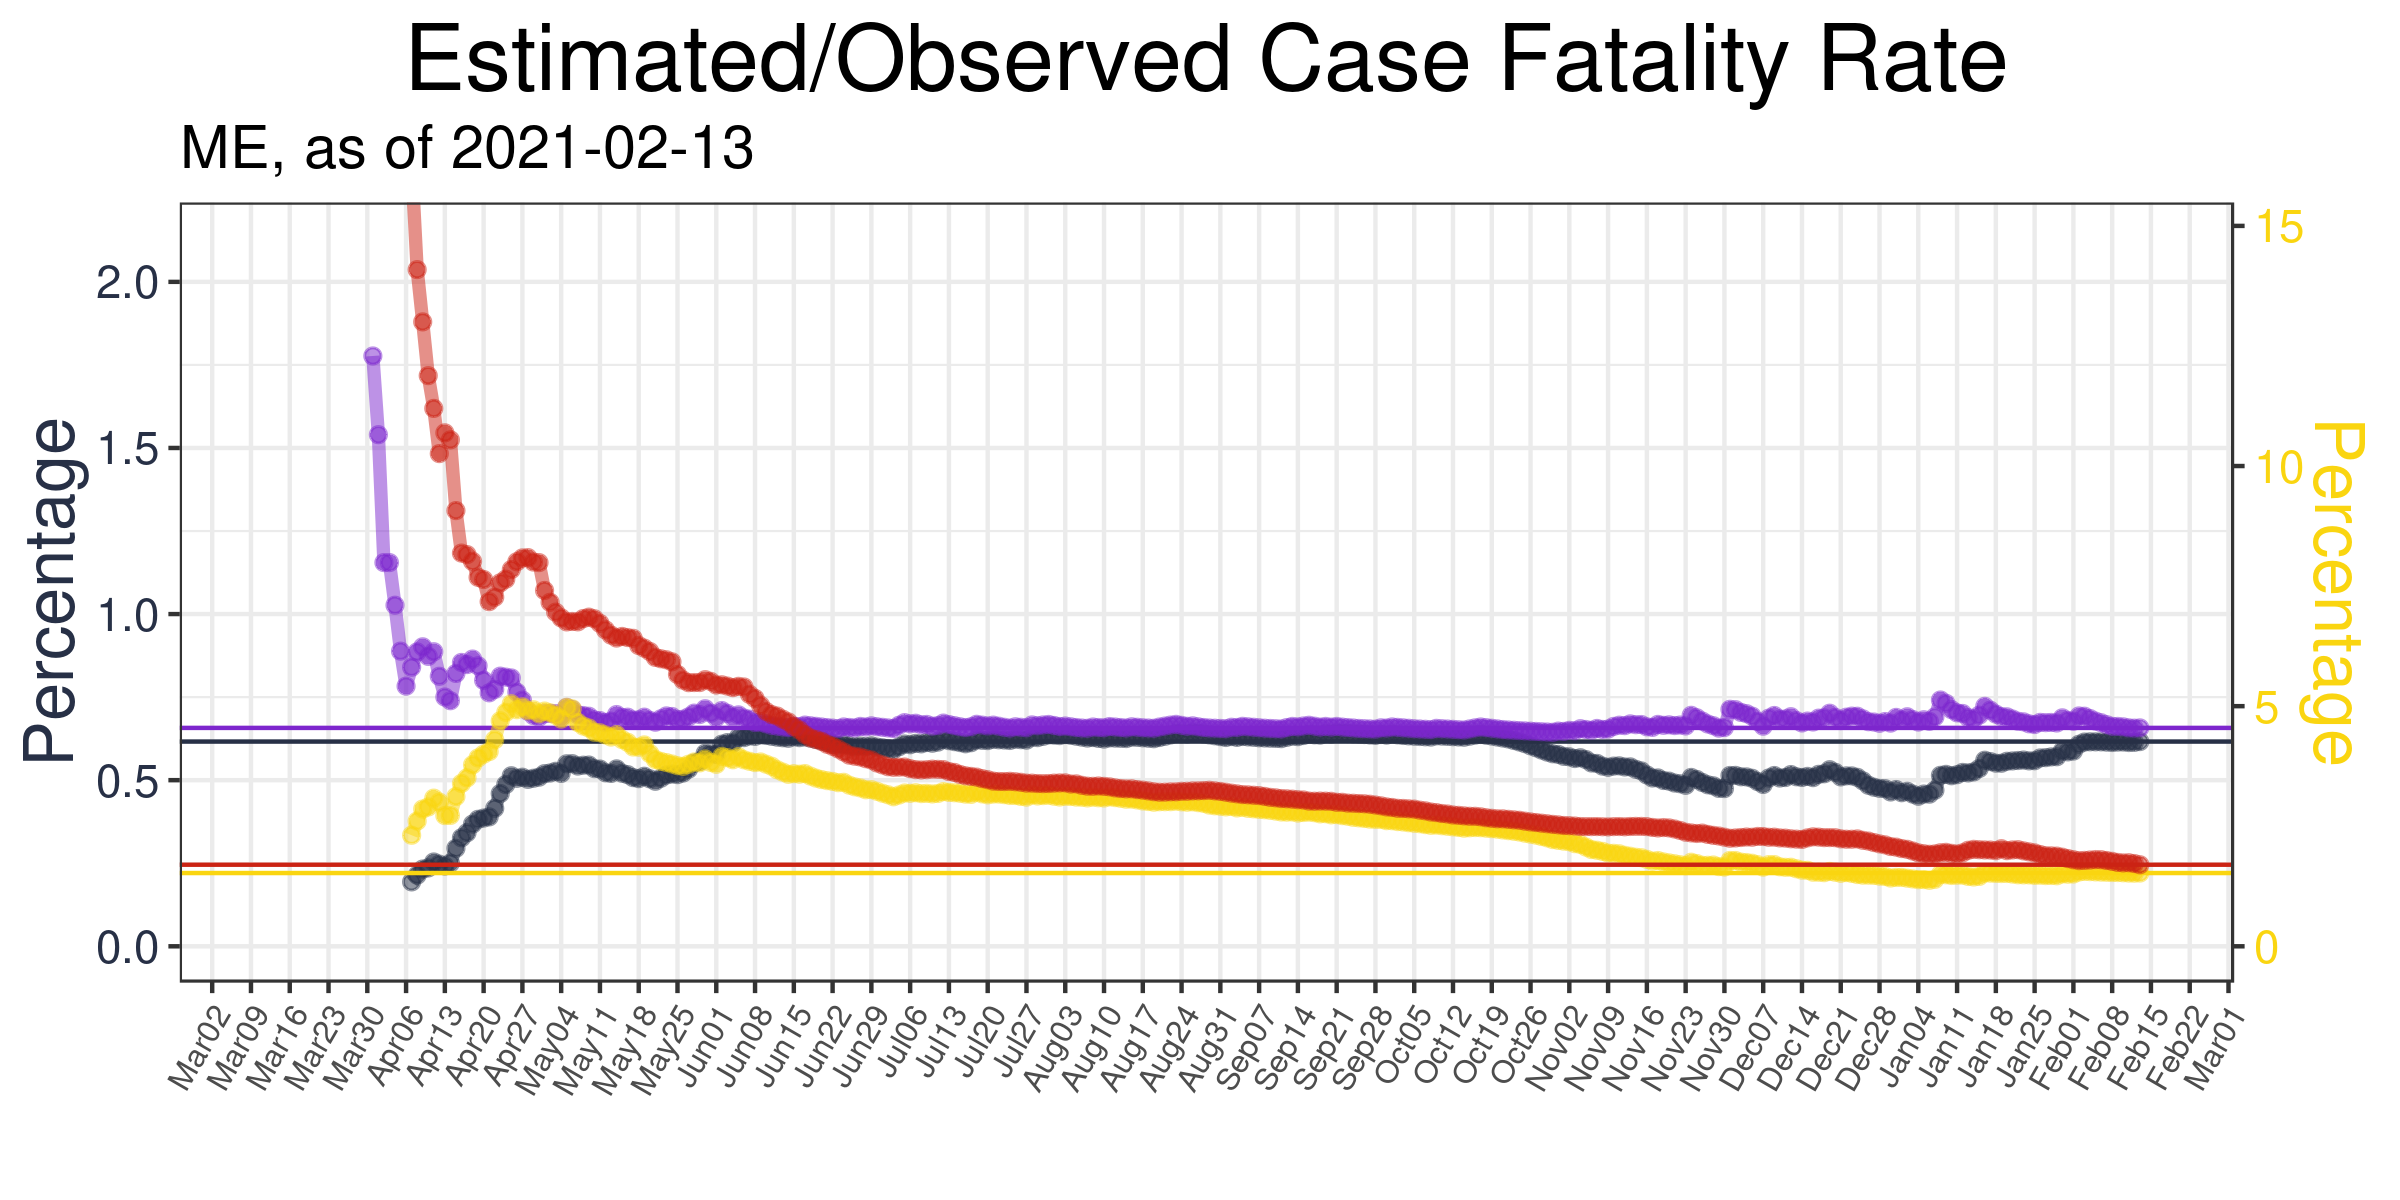 Estimated/Observed Case Fatality Rate
ME, as of 2021-02-13
Percentage
2.0
1.5
1.0
0.5
0.0
15
10
5
0
Percentage
Mar02 Mar09 Mar16 Mar23 Mar30 Apr06 Apr13 Apr20 Apr27 May04 May11 May18 May25 Jun01 Jun08 Jun15 Jun22 Jun29 Jul06 Jul13 Jul20 Jul27 Aug03 Aug10 Aug17 Aug24 Aug31 Sep07 Sep14 Sep21 Sep28 Oct05 Oct12 Oct19 Oct26 Nov02 Nov09 Nov16 Nov23 Nov30 Dec07 Dec14 Dec21 Dec28 Jan04 Jan11 Jan18 Jan25 Feb01 Feb08 Feb15 Feb22 Mar01